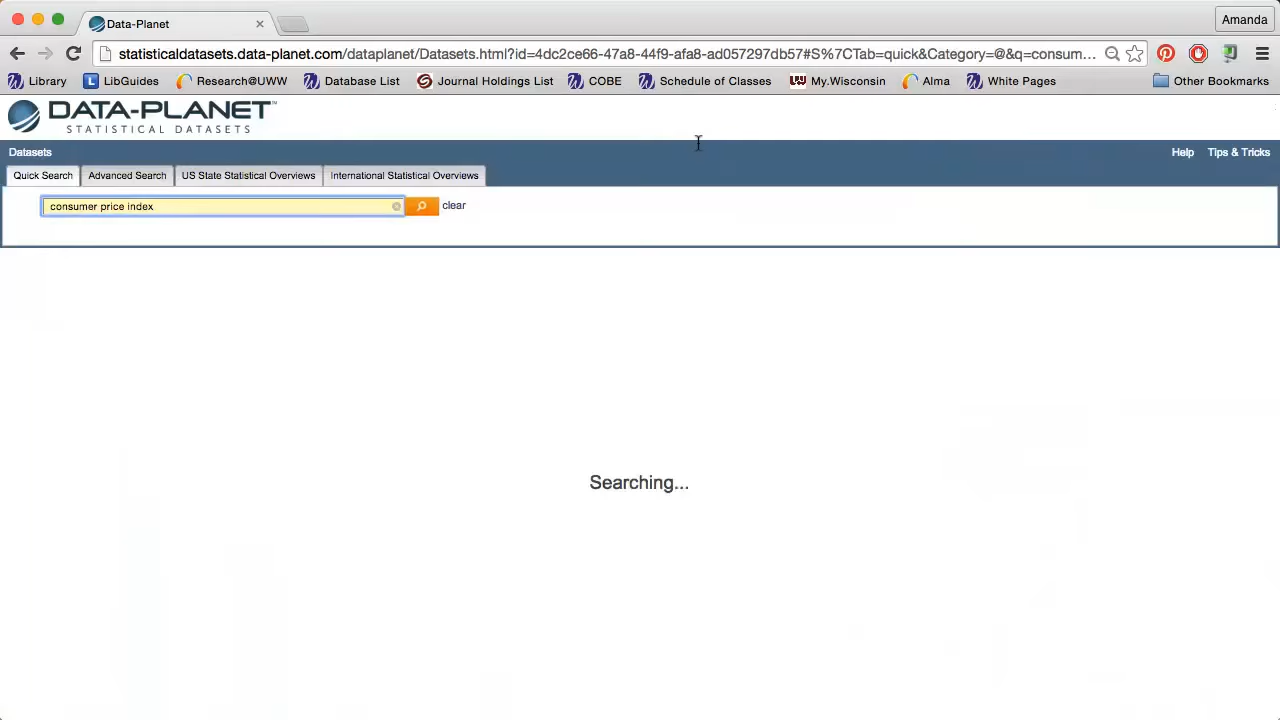 Data-Planet
Amanda
statisticaldatasets.data-planet.com/dataplanet/Datasets.html?id=4dc2ce66-47a8-44f9-afa8-ad057297db57#S%7CTab=quick&Category=@&q=consum...
Library LibGuides Research@UWW Database List Journal Holdings List COBE Schedule of Classes My.Wisconsin Alma White Pages Other Bookmarks
DATA-PLANET™
STATISTICAL DATASETS
Datasets Help Tips & Tricks
Quick Search Advanced Search US State Statistical Overviews International Statistical Overviews
consumer price index clear
Searching...